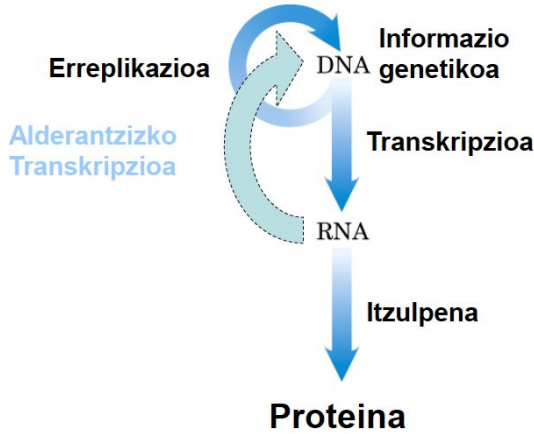 Informazio
genetikoa
Erreplikazioa
DNA
Alderantzizko
Transkripzioa
Transkripzioa
RNA
Itzulpena
Proteina